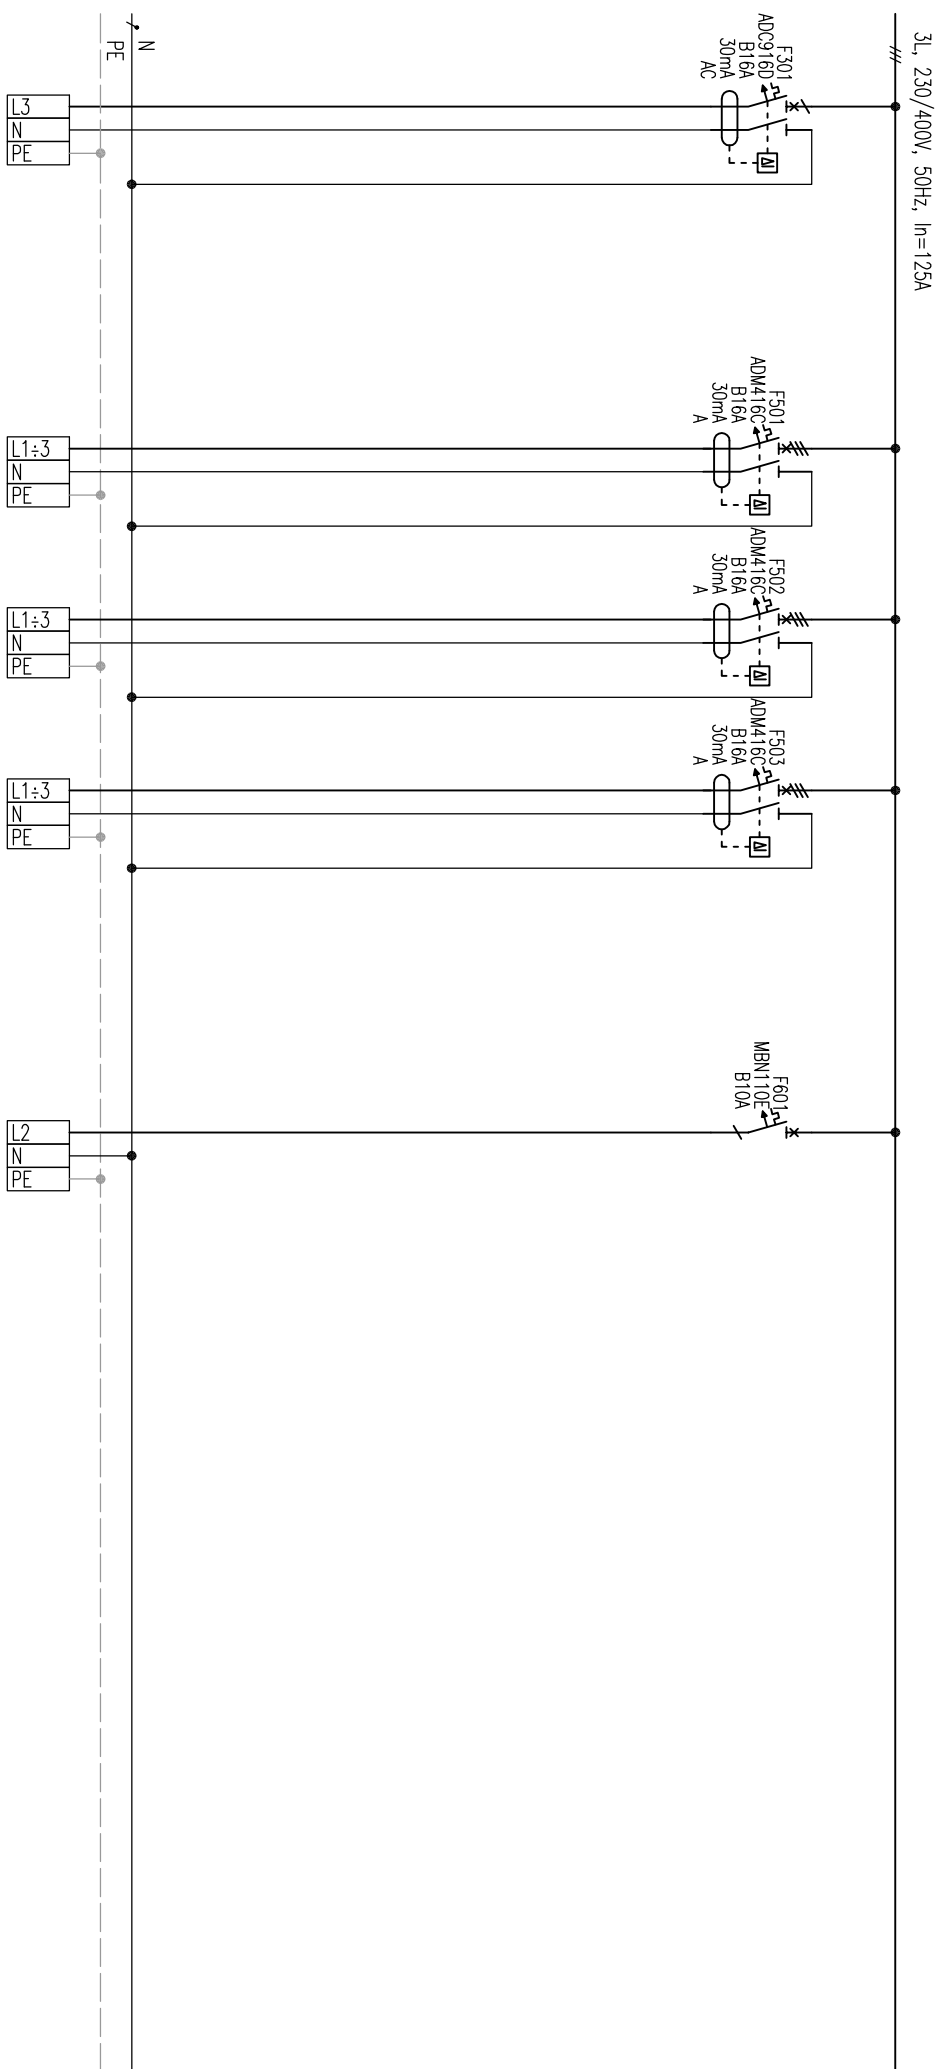 3L, 230/400V, 50Hz, In=125A
N
PE
F301
ADC916D
B16A
30mA
AC
L3
N
PE
F501
ADM416C
B16A
30mA
A
L1÷3
N
PE
F502
ADM416C
B16A
30mA
A
L1÷3
N
PE
F503
ADM416C
B16A
30mA
A
L1÷3
N
PE
F601
MBN110E
B10A
L2
N
PE